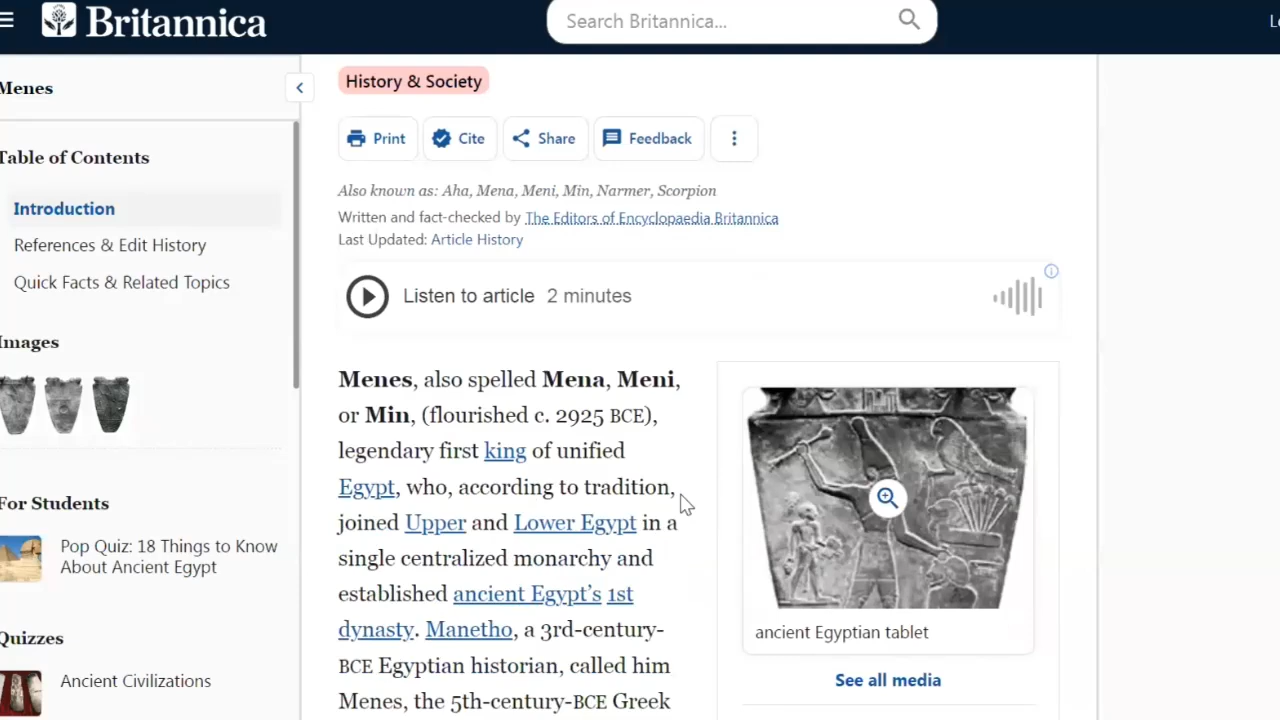 Britannica
Search Britannica...
Menes
Table of Contents
Introduction
References & Edit History
Quick Facts & Related Topics
Images
For Students
Pop Quiz: 18 Things to Know
About Ancient Egypt
Quizzes
Ancient Civilizations
History & Society
Print
Cite
Share
Feedback
Also known as: Aha, Mena, Meni, Min, Narmer, Scorpion
Written and fact-checked by The Editors of Encyclopaedia Britannica
Last Updated: Article History
Listen to article 2 minutes
Menes, also spelled Mena, Meni,
or Min, (flourished c. 2925 BCE),
legendary first king of unified
Egypt, who, according to tradition,
joined Upper and Lower Egypt in a
single centralized monarchy and
established ancient Egypt’s 1st
dynasty. Manetho, a 3rd-century-
BCE Egyptian historian, called him
Menes, the 5th-century-BCE Greek
ancient Egyptian tablet
See all media